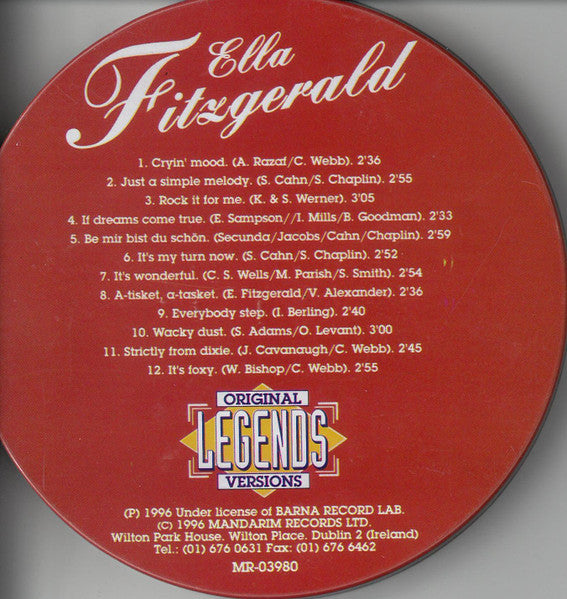 Ella
Fitzgerald
1. Cryin' mood. (A. Razaf/C. Webb). 2'36
2. Just a simple melody. (S. Cahn/S. Chaplin). 2'55
3. Rock it for me. (K. & S. Werner). 3'05
4. If dreams come true. (E. Sampson//I. Mills/B. Goodman). 2'33
5. Be mir bist du schön. (Secunda/Jacobs/Cahn/Chaplin). 2'59
6. It's my turn now. (S. Cahn/S. Chaplin). 2'52
7. It's wonderful. (C. S. Wells/M. Parish/S. Smith). 2'54
8. A-tisket, a-tasket. (E. Fitzgerald/V. Alexander). 2'36
9. Everybody step. (I. Berling). 2'40
10. Wacky dust. (S. Adams/O. Levant). 3'00
11. Strictly from dixie. (J. Cavanaugh/C. Webb). 2'45
12. It's foxy. (W. Bishop/C. Webb). 2'55
ORIGINAL
LEGENDS
VERSIONS
(P) 1996 Under license of BARNA RECORD LAB.
(C) 1996 MANDARIM RECORDS LTD.
Wilton Park House. Wilton Place. Dublin 2 (Ireland)
Tel.: (01) 676 0631 Fax: (01) 676 6462
MR-03980